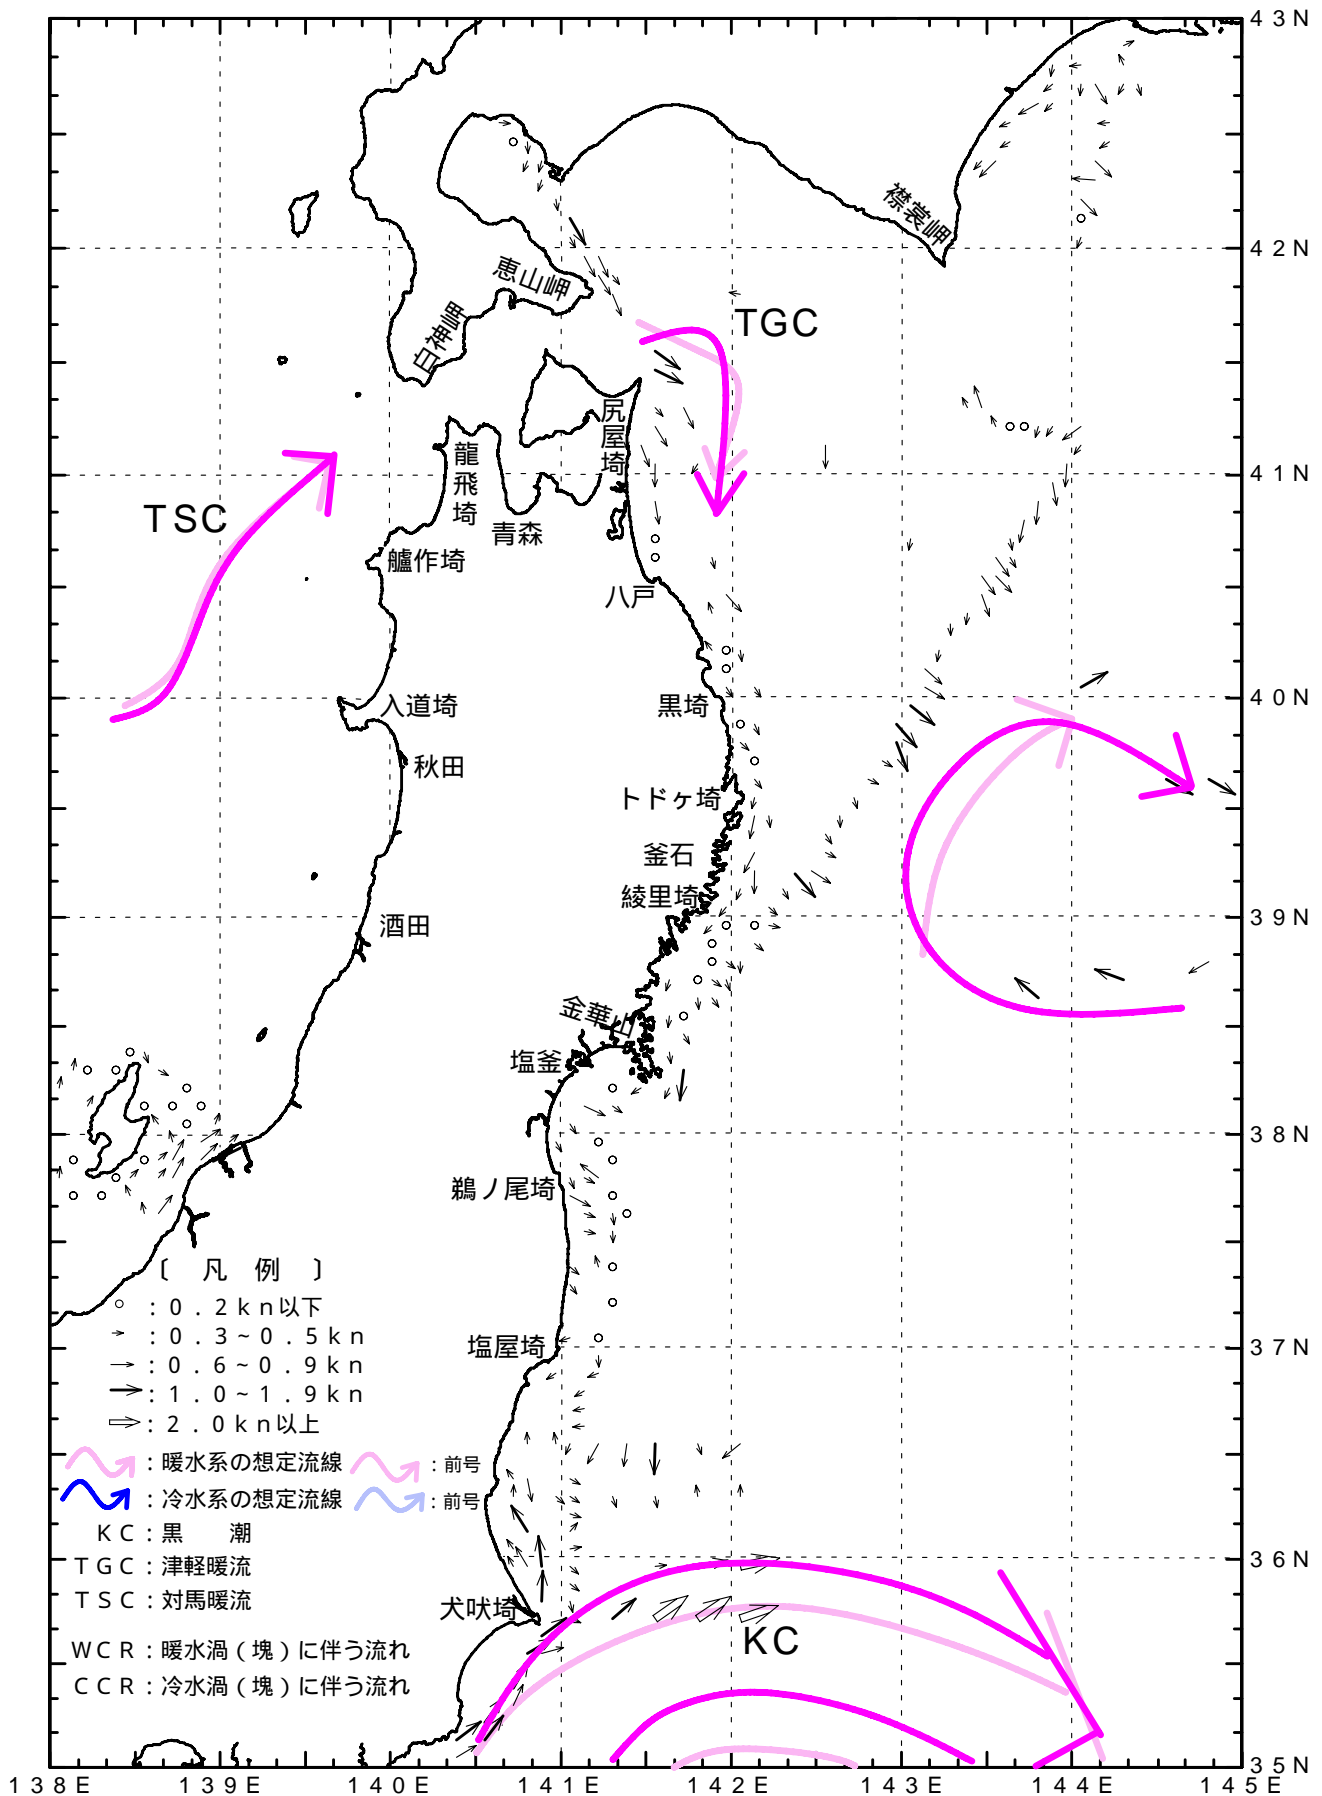 43N
襟裳岬
42N
恵山岬
白神岬
TGC
尻屋埼
龍飛埼
41N
TSC
青森
艫作埼
八戸
40N
入道埼
黒埼
秋田
トドヶ埼
釜石
綾里埼
39N
酒田
金華山
塩釜
38N
鵜ノ尾埼
〔 凡 例 〕
：0．2kn以下
：0．3~0．5kn
塩屋埼
37N
：0．6~0．9kn
：1．0~1．9kn
：2．0kn以上
：暖水系の想定流線 ：前号
：冷水系の想定流線 ：前号
KC：黒 潮
TGC：津軽暖流
36N
TSC：対馬暖流
犬吠埼
KC
WCR：暖水渦（塊）に伴う流れ
CCR：冷水渦（塊）に伴う流れ
35N
138E 139E 140E 141E 142E 143E 144E 145E